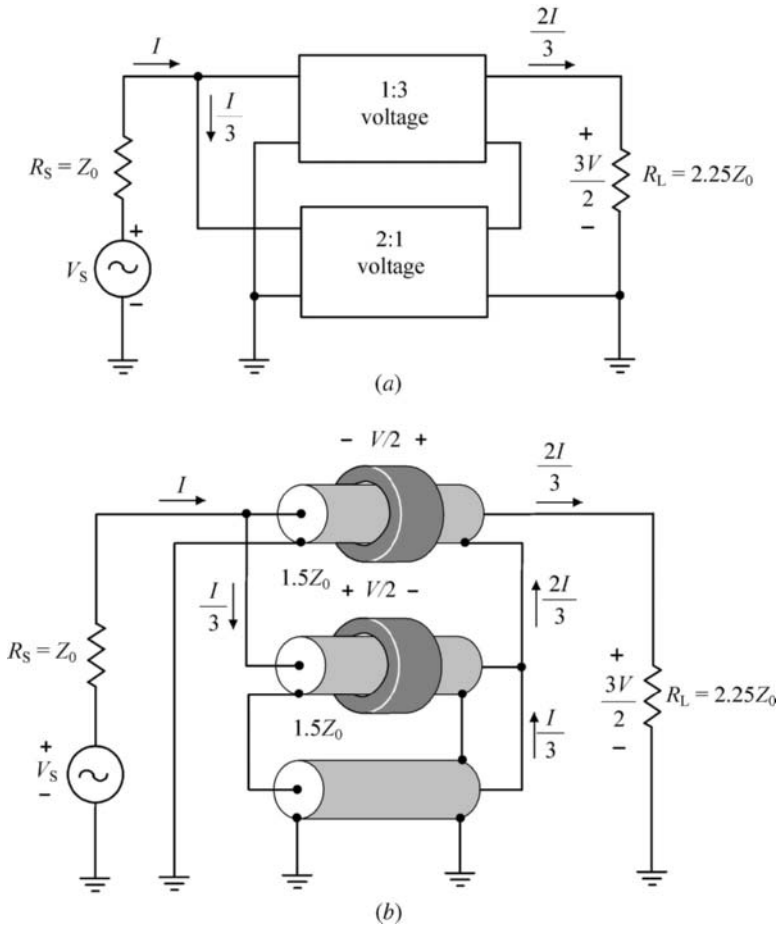 I
2I
3
1:3
voltage
I
3
+
3V
2
−
R_S = Z_0
R_L = 2.25Z_0
2:1
voltage
+
V_S
−
(a)
− V/2 +
2I
3
I
1.5Z_0
+ V/2 −
I
3
2I
3
R_S = Z_0
+
3V
2
−
R_L = 2.25Z_0
1.5Z_0
I
3
+
V_S
−
(b)